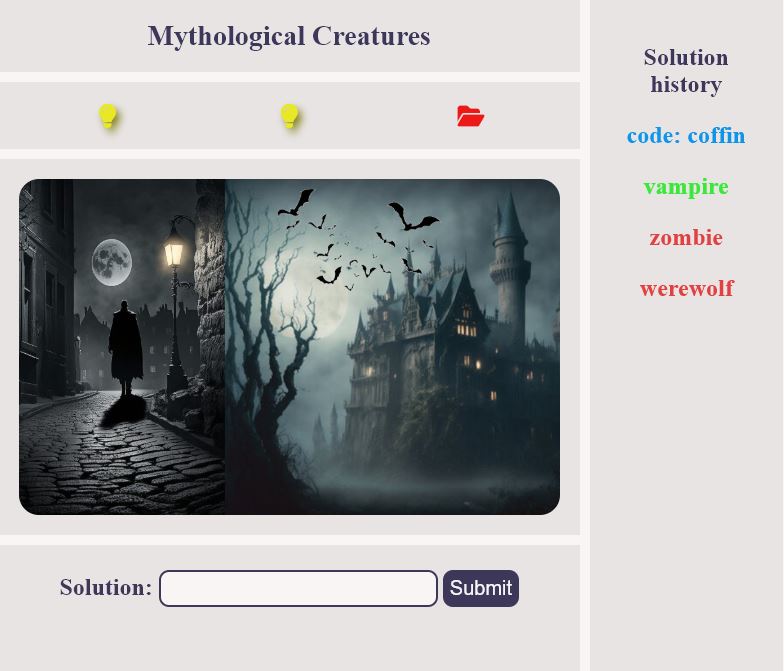 Mythological Creatures
Solution:
Submit
Solution
history
code: coffin
vampire
zombie
werewolf